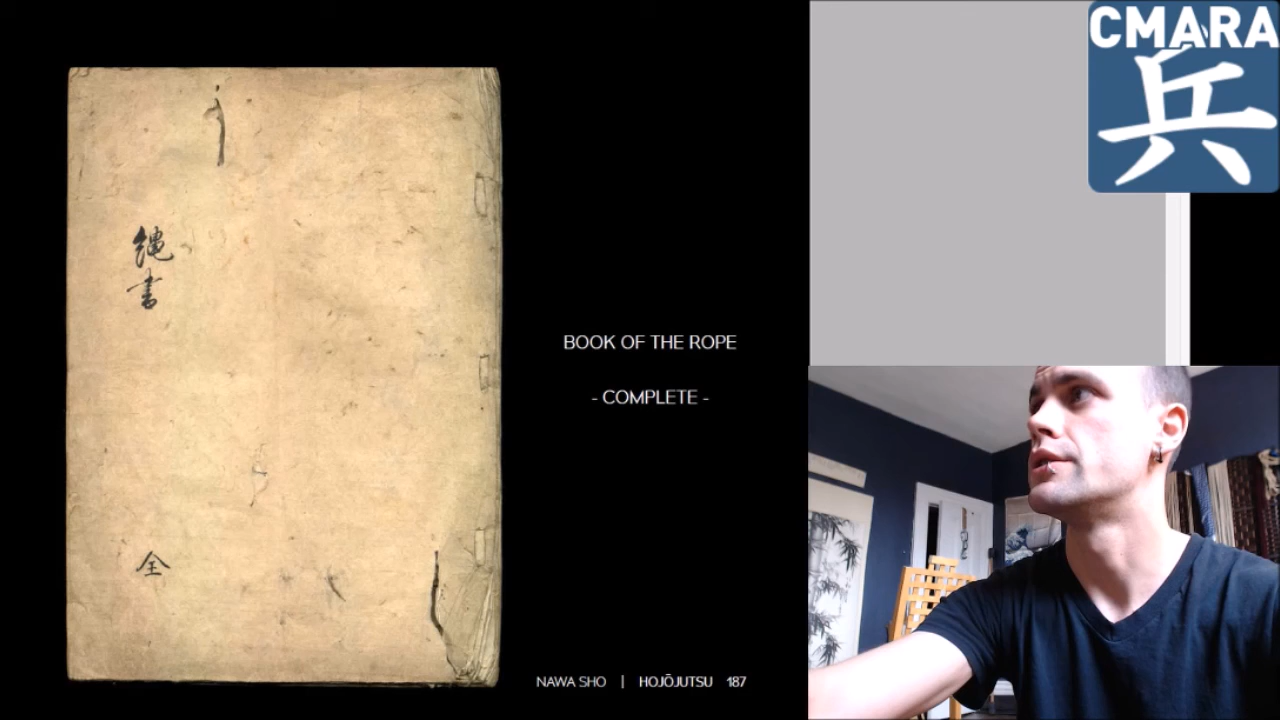 縄書
全
BOOK OF THE ROPE
- COMPLETE -
NAWA SHO | HOJŌJUTSU 187
CMARA
兵